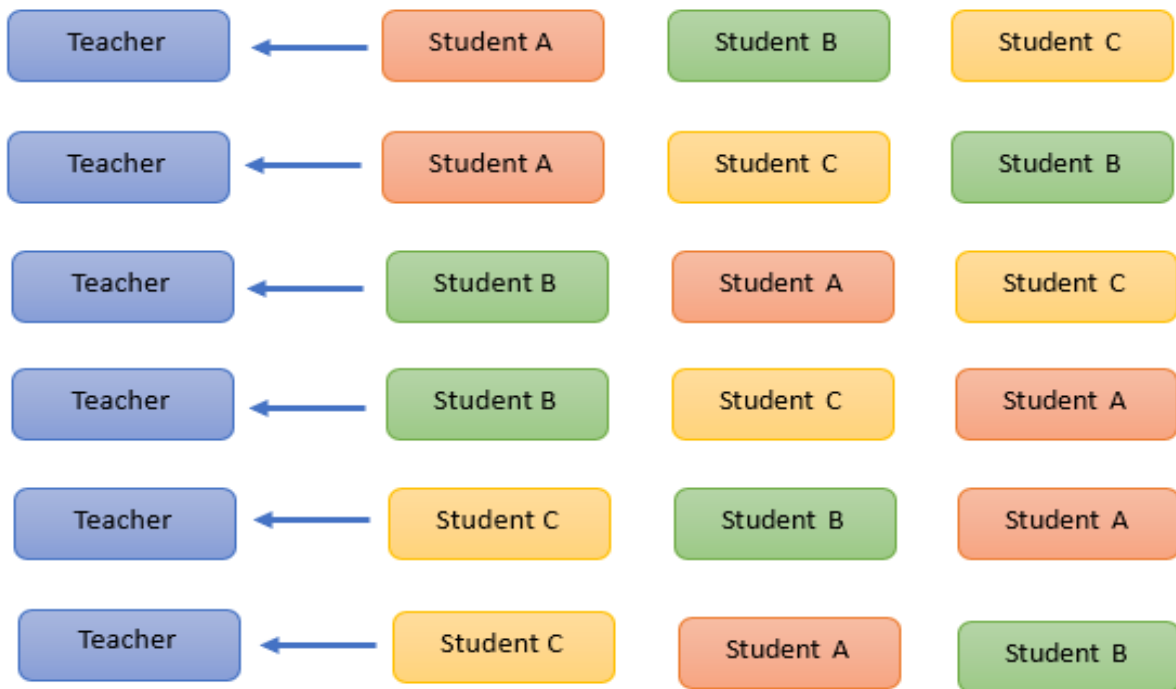 Teacher Student A Student B Student C
Teacher Student A Student C Student B
Teacher Student B Student A Student C
Teacher Student B Student C Student A
Teacher Student C Student B Student A
Teacher Student C Student A Student B